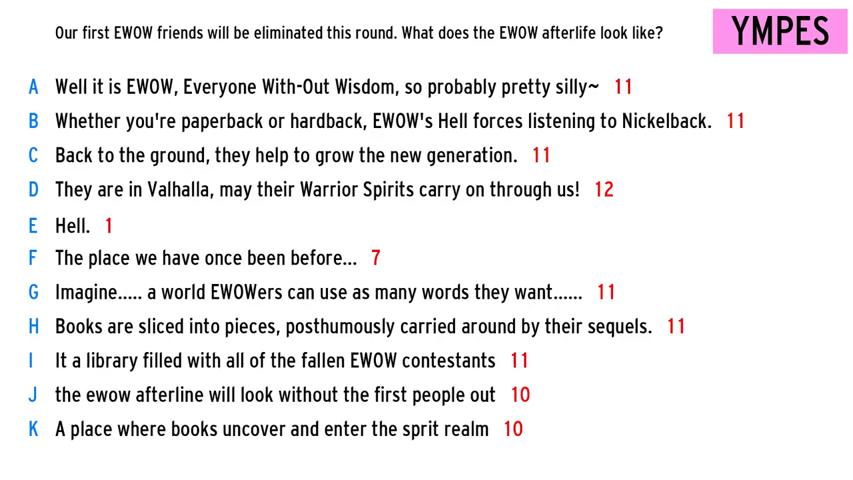 Our first EWOW friends will be eliminated this round. What does the EWOW afterlife look like?
YMPES
A Well it is EWOW, Everyone With-Out Wisdom, so probably pretty silly~ 11
B Whether you're paperback or hardback, EWOW's Hell forces listening to Nickelback. 11
C Back to the ground, they help to grow the new generation. 11
D They are in Valhalla, may their Warrior Spirits carry on through us! 12
E Hell. 1
F The place we have once been before... 7
G Imagine..... a world EWOWers can use as many words they want...... 11
H Books are sliced into pieces, posthumously carried around by their sequels. 11
I It a library filled with all of the fallen EWOW contestants 11
J the ewow afterline will look without the first people out 10
K A place where books uncover and enter the sprit realm 10